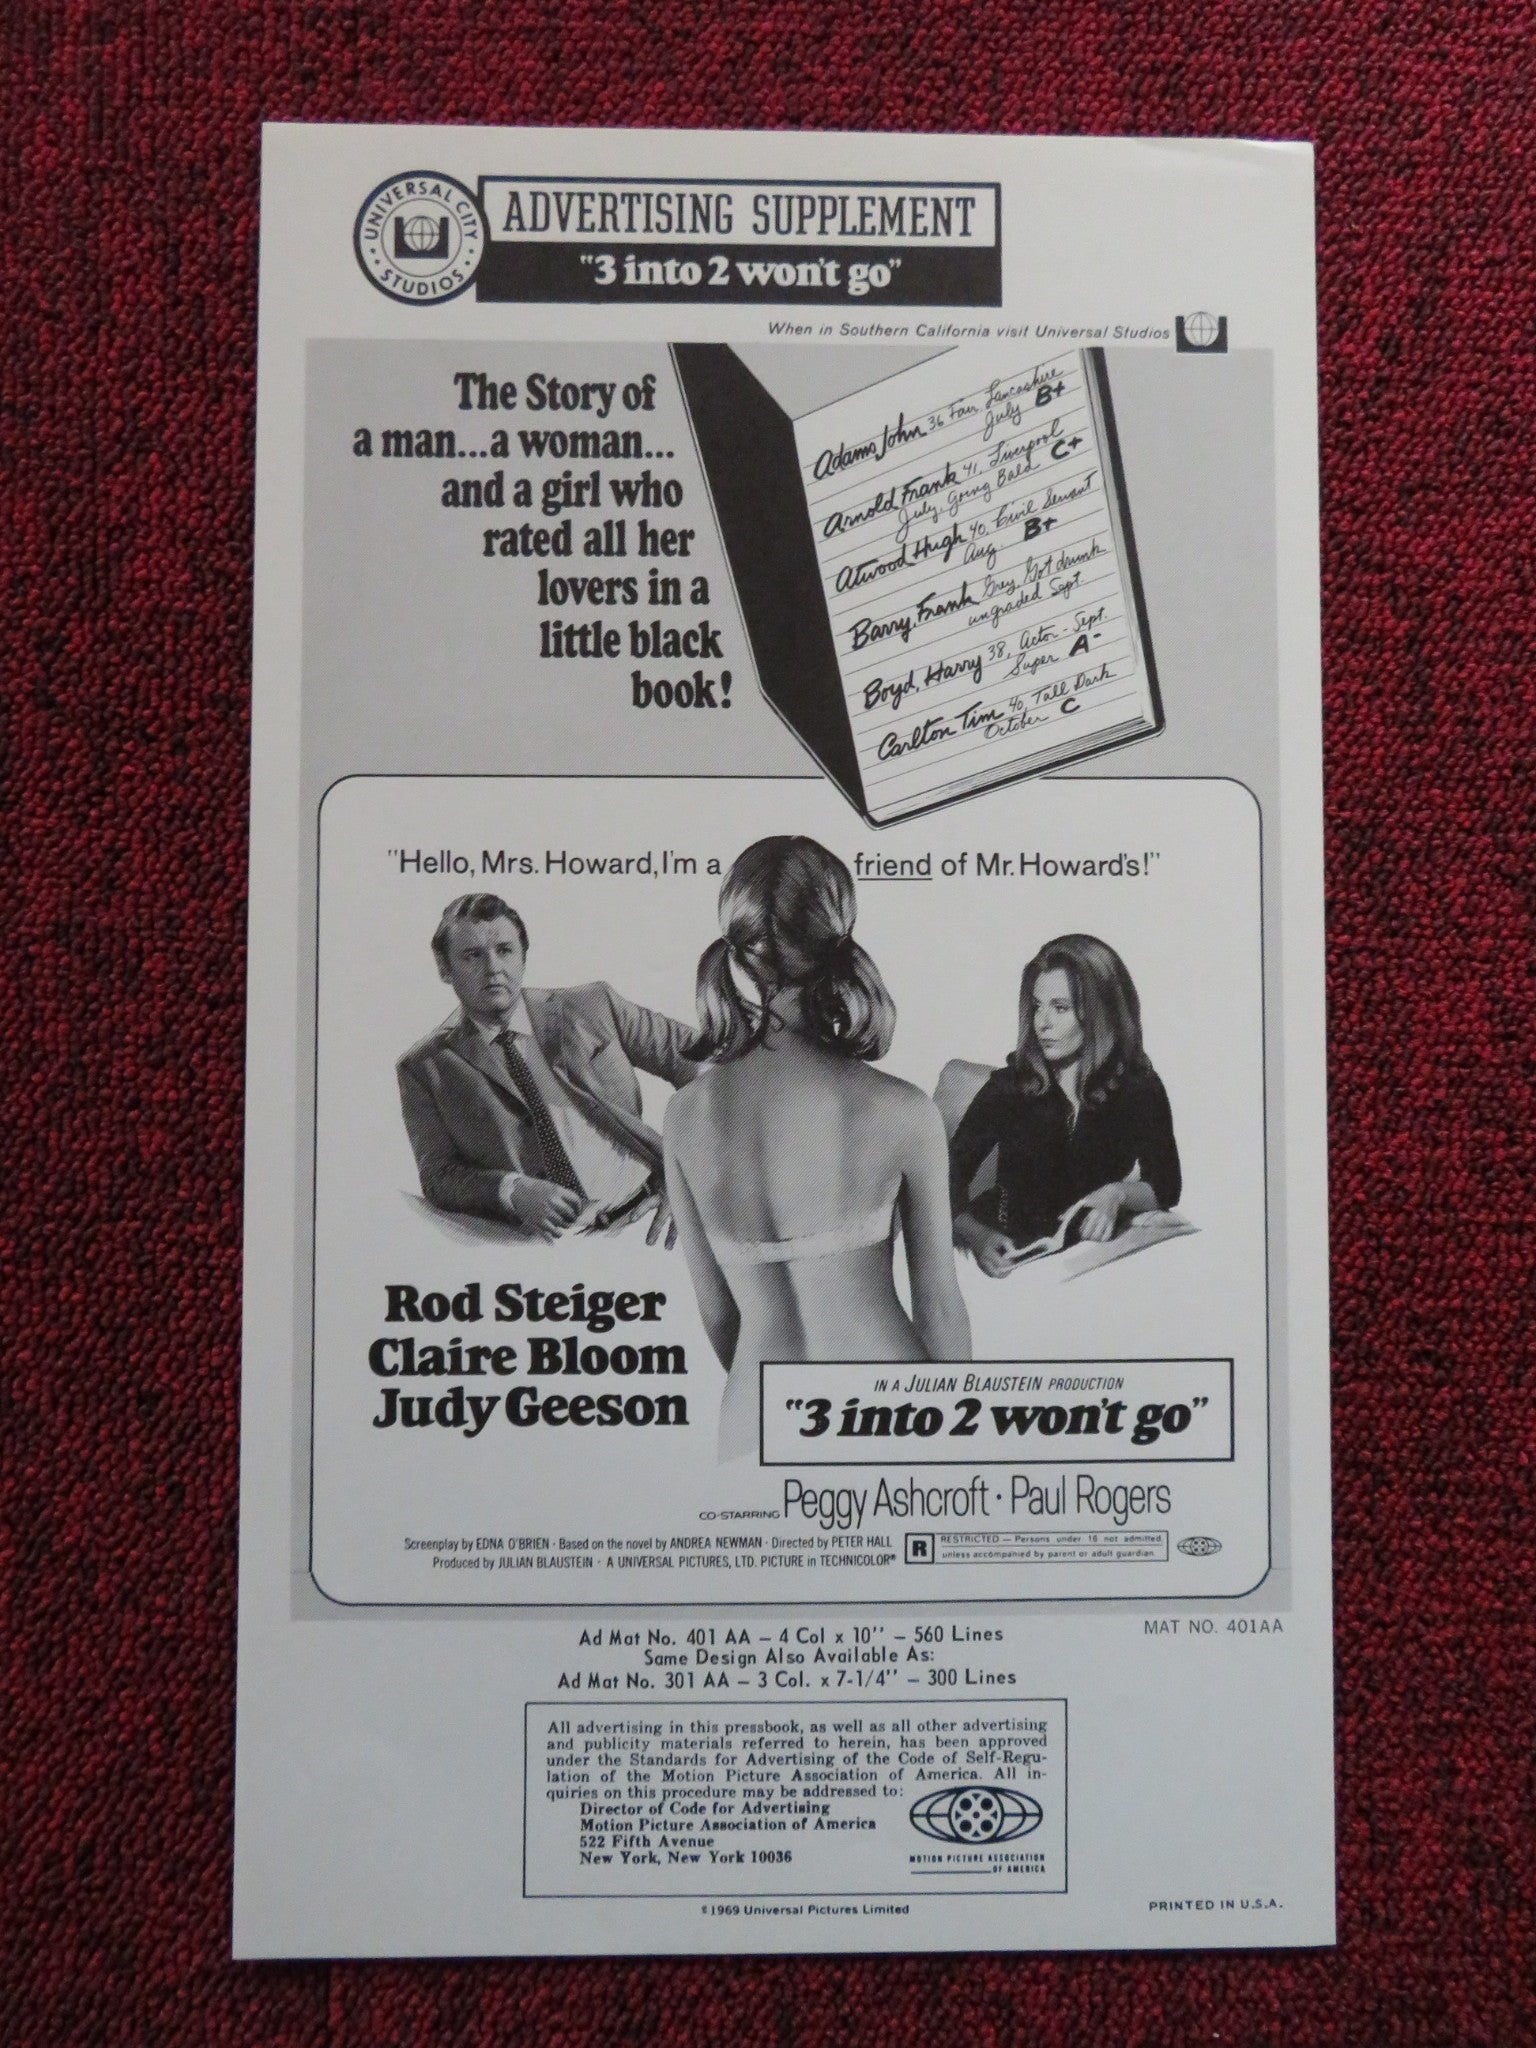 UNIVERSAL CITY STUDIOS
ADVERTISING SUPPLEMENT
"3 into 2 won't go"
When in Southern California visit Universal Studios
The Story of
a man...a woman...
and a girl who
rated all her
lovers in a
little black
book!
Adams, John 36 Fair, Lancashire
July B+
Arnold Frank 41, Liverpool
July, Going Bald C+
Atwood Hugh 40, Civil Servant
Aug. B+
Barry, Frank Grey, Got drunk
ungraded Sept.
Boyd, Harry 38, Actor - Sept.
Super A-
Carlton Tim 40, Tall Dark
October C
"Hello, Mrs. Howard, I'm a friend of Mr. Howard's!"
Rod Steiger
Claire Bloom
Judy Geeson
IN A JULIAN BLAUSTEIN PRODUCTION
"3 into 2 won't go"
CO-STARRING Peggy Ashcroft · Paul Rogers
Screenplay by EDNA O'BRIEN · Based on the novel by ANDREA NEWMAN · Directed by PETER HALL
Produced by JULIAN BLAUSTEIN · A UNIVERSAL PICTURES, LTD. PICTURE in TECHNICOLOR®
R RESTRICTED — Persons under 16 not admitted
unless accompanied by parent or adult guardian
MAT NO. 401AA
Ad Mat No. 401 AA – 4 Col x 10'' – 560 Lines
Same Design Also Available As:
Ad Mat No. 301 AA – 3 Col. x 7-1/4'' – 300 Lines
All advertising in this pressbook, as well as all other advertising
and publicity materials referred to herein, has been approved
under the Standards for Advertising of the Code of Self-Regu-
lation of the Motion Picture Association of America. All in-
quiries on this procedure may be addressed to:
Director of Code for Advertising
Motion Picture Association of America
522 Fifth Avenue
New York, New York 10036
MOTION PICTURE ASSOCIATION
OF AMERICA
©1969 Universal Pictures Limited
PRINTED IN U.S.A.